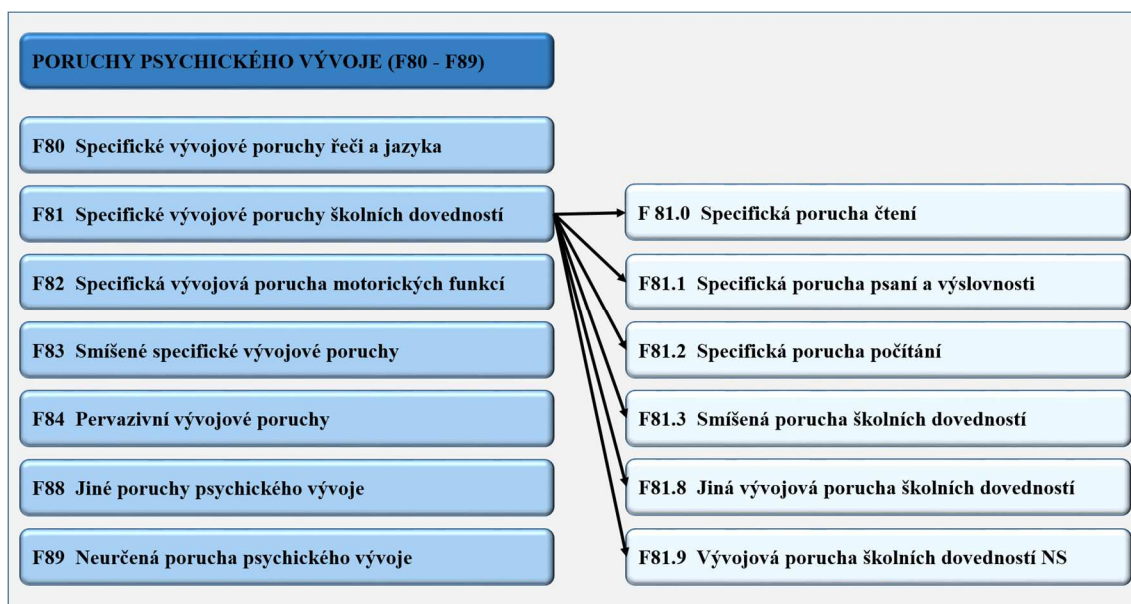 PORUCHY PSYCHICKÉHO VÝVOJE (F80 - F89)
F80 Specifické vývojové poruchy řeči a jazyka
F81 Specifické vývojové poruchy školních dovedností
F82 Specifická vývojová porucha motorických funkcí
F83 Smíšené specifické vývojové poruchy
F84 Pervazivní vývojové poruchy
F88 Jiné poruchy psychického vývoje
F89 Neurčená porucha psychického vývoje
F 81.0 Specifická porucha čtení
F81.1 Specifická porucha psaní a výslovnosti
F81.2 Specifická porucha počítání
F81.3 Smíšená porucha školních dovedností
F81.8 Jiná vývojová porucha školních dovedností
F81.9 Vývojová porucha školních dovedností NS